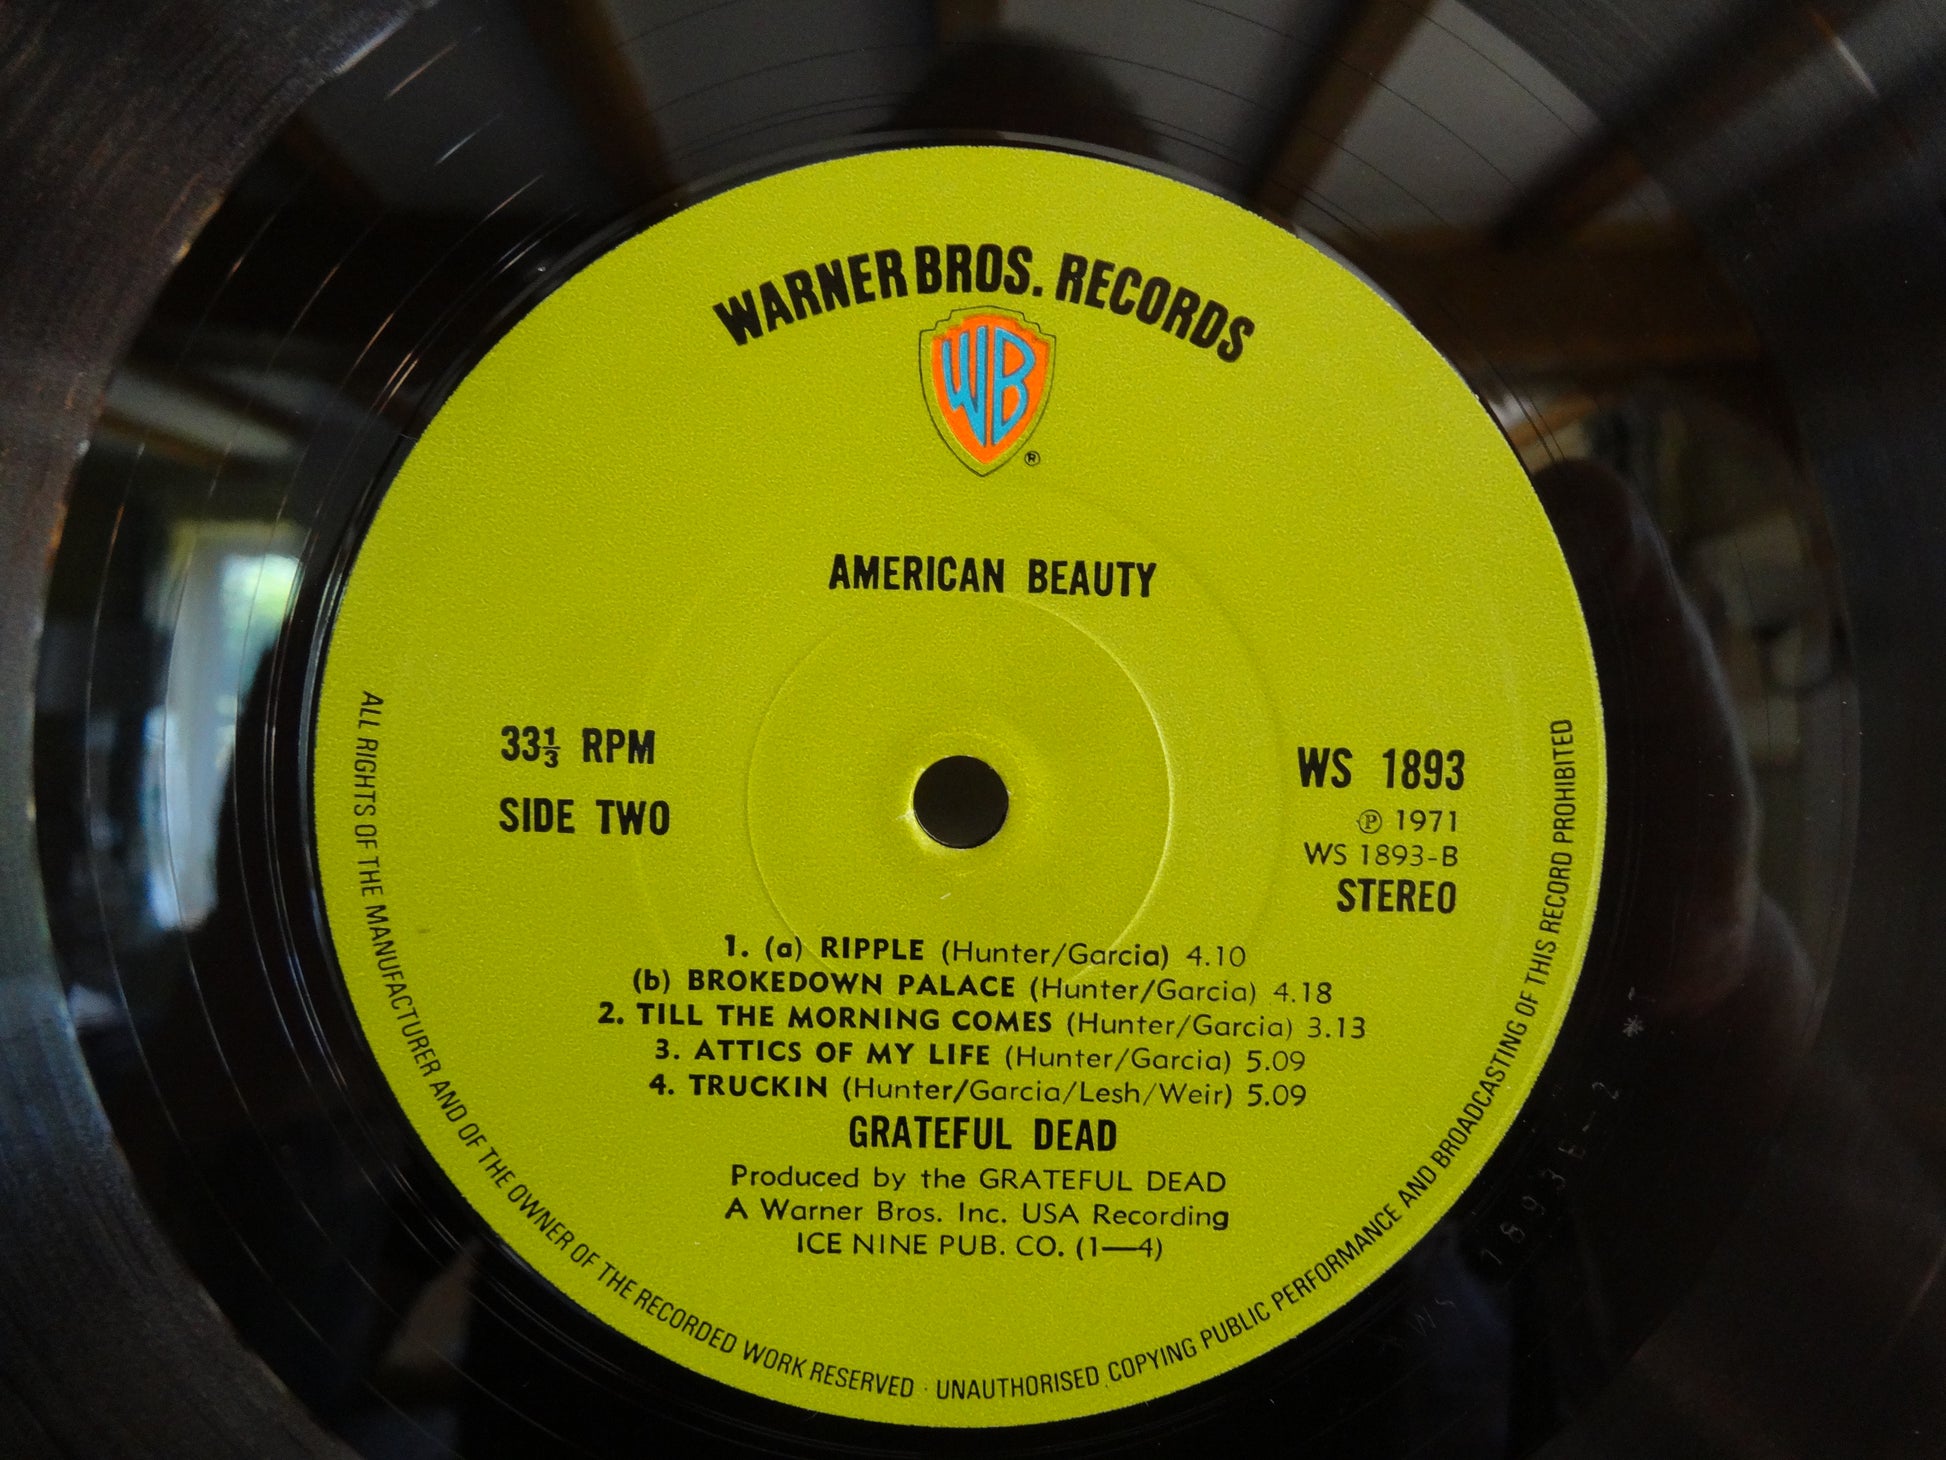 WARNER BROS. RECORDS
WB
®
AMERICAN BEAUTY
33⅓ RPM
SIDE TWO
WS 1893
℗ 1971
WS 1893-B
STEREO
1. (a) RIPPLE (Hunter/Garcia) 4.10
(b) BROKEDOWN PALACE (Hunter/Garcia) 4.18
2. TILL THE MORNING COMES (Hunter/Garcia) 3.13
3. ATTICS OF MY LIFE (Hunter/Garcia) 5.09
4. TRUCKIN (Hunter/Garcia/Lesh/Weir) 5.09
GRATEFUL DEAD
Produced by the GRATEFUL DEAD
A Warner Bros. Inc. USA Recording
ICE NINE PUB. CO. (1—4)
ALL RIGHTS OF THE MANUFACTURER AND OF THE OWNER OF THE RECORDED WORK RESERVED · UNAUTHORISED COPYING PUBLIC PERFORMANCE AND BROADCASTING OF THIS RECORD PROHIBITED